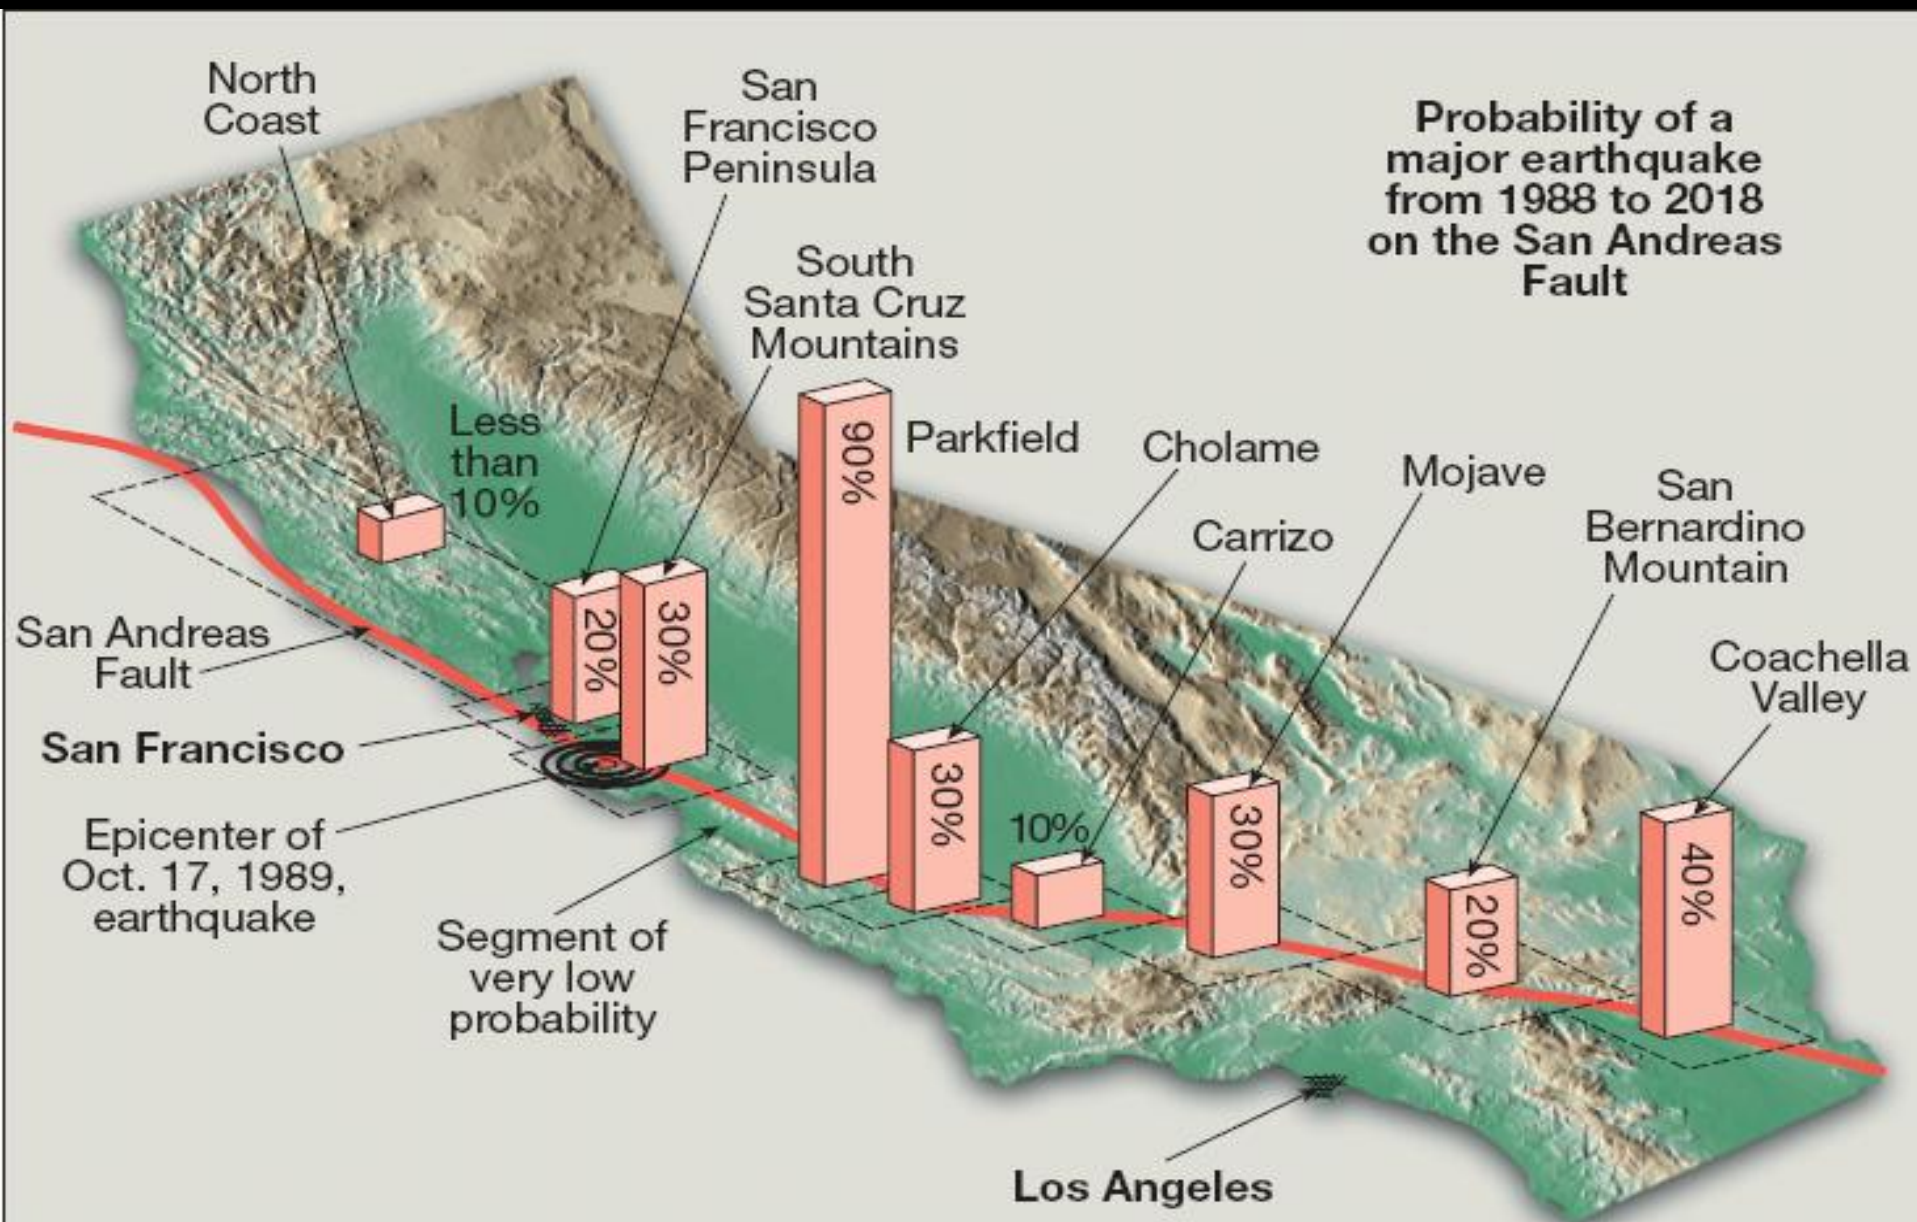 North
Coast
San
Francisco
Peninsula
Probability of a
major earthquake
from 1988 to 2018
on the San Andreas
Fault
South
Santa Cruz
Mountains
Less
than
10%
90%
Parkfield
Cholame
Mojave
San
Bernardino
Mountain
Carrizo
Coachella
Valley
San Andreas
Fault
20%
30%
San Francisco
30%
10%
30%
20%
40%
Epicenter of
Oct. 17, 1989,
earthquake
Segment of
very low
probability
Los Angeles